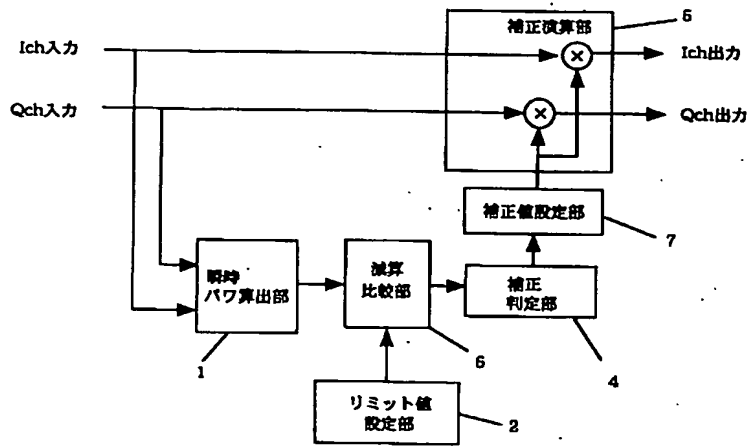 補正演算部
5
Ich入力
Ich出力
Qch入力
Qch出力
補正値設定部
7
瞬時
パワ算出部
減算
比較部
補正
判定部
1
6
4
リミット値
設定部
2